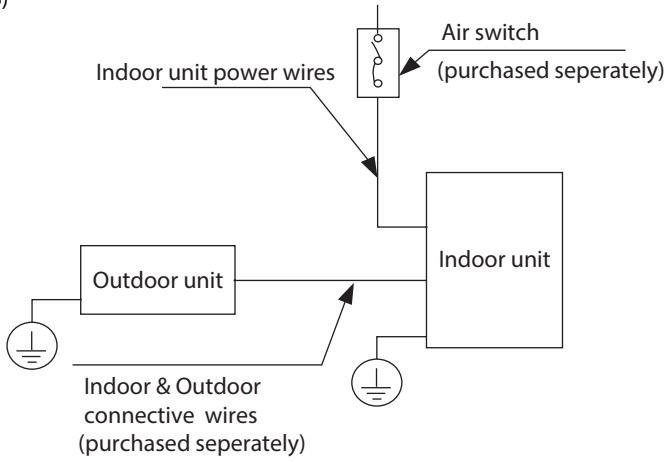 Air switch
(purchased seperately)
Indoor unit power wires
Indoor unit
Outdoor unit
Indoor & Outdoor
connective wires
(purchased seperately)